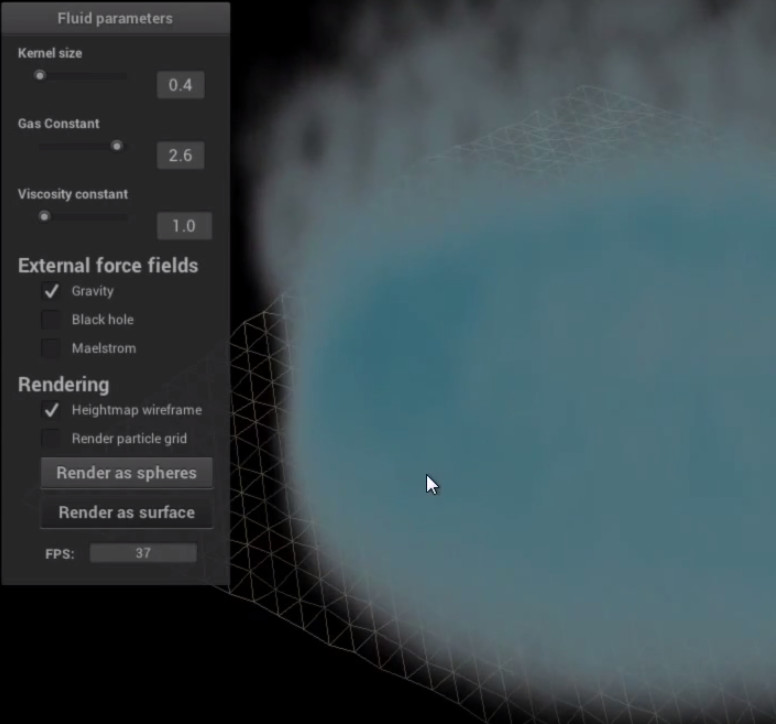 Fluid parameters
Kernel size
0.4
Gas Constant
2.6
Viscosity constant
1.0
External force fields
Gravity
Black hole
Maelstrom
Rendering
Heightmap wireframe
Render particle grid
Render as spheres
Render as surface
FPS: 37